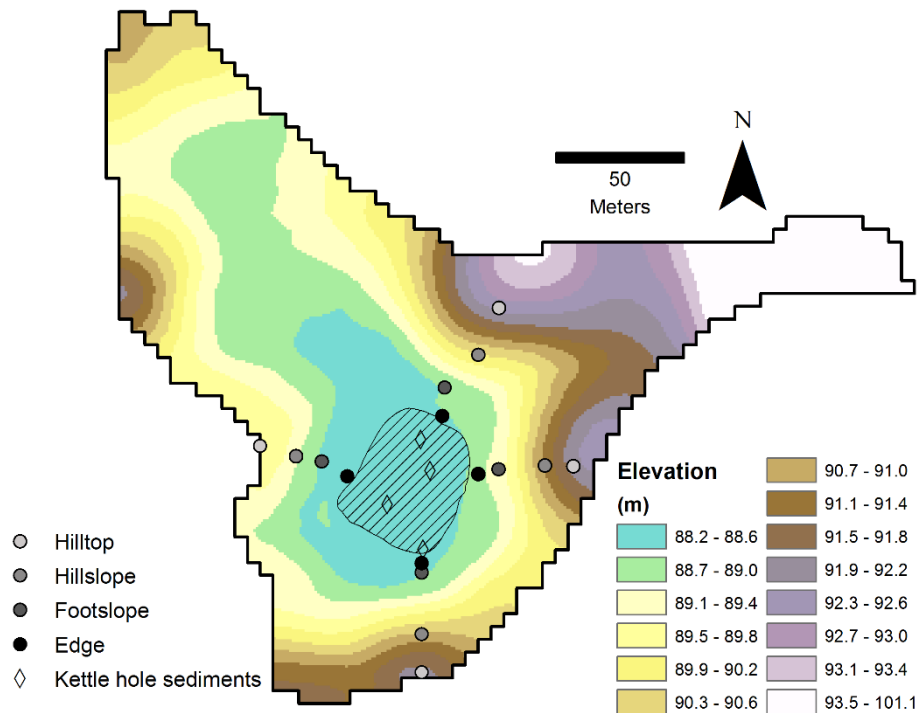 N
50
Meters
Elevation
(m)
88.2 - 88.6
88.7 - 89.0
89.1 - 89.4
89.5 - 89.8
89.9 - 90.2
90.3 - 90.6
90.7 - 91.0
91.1 - 91.4
91.5 - 91.8
91.9 - 92.2
92.3 - 92.6
92.7 - 93.0
93.1 - 93.4
93.5 - 101.1
Hilltop
Hillslope
Footslope
Edge
Kettle hole sediments